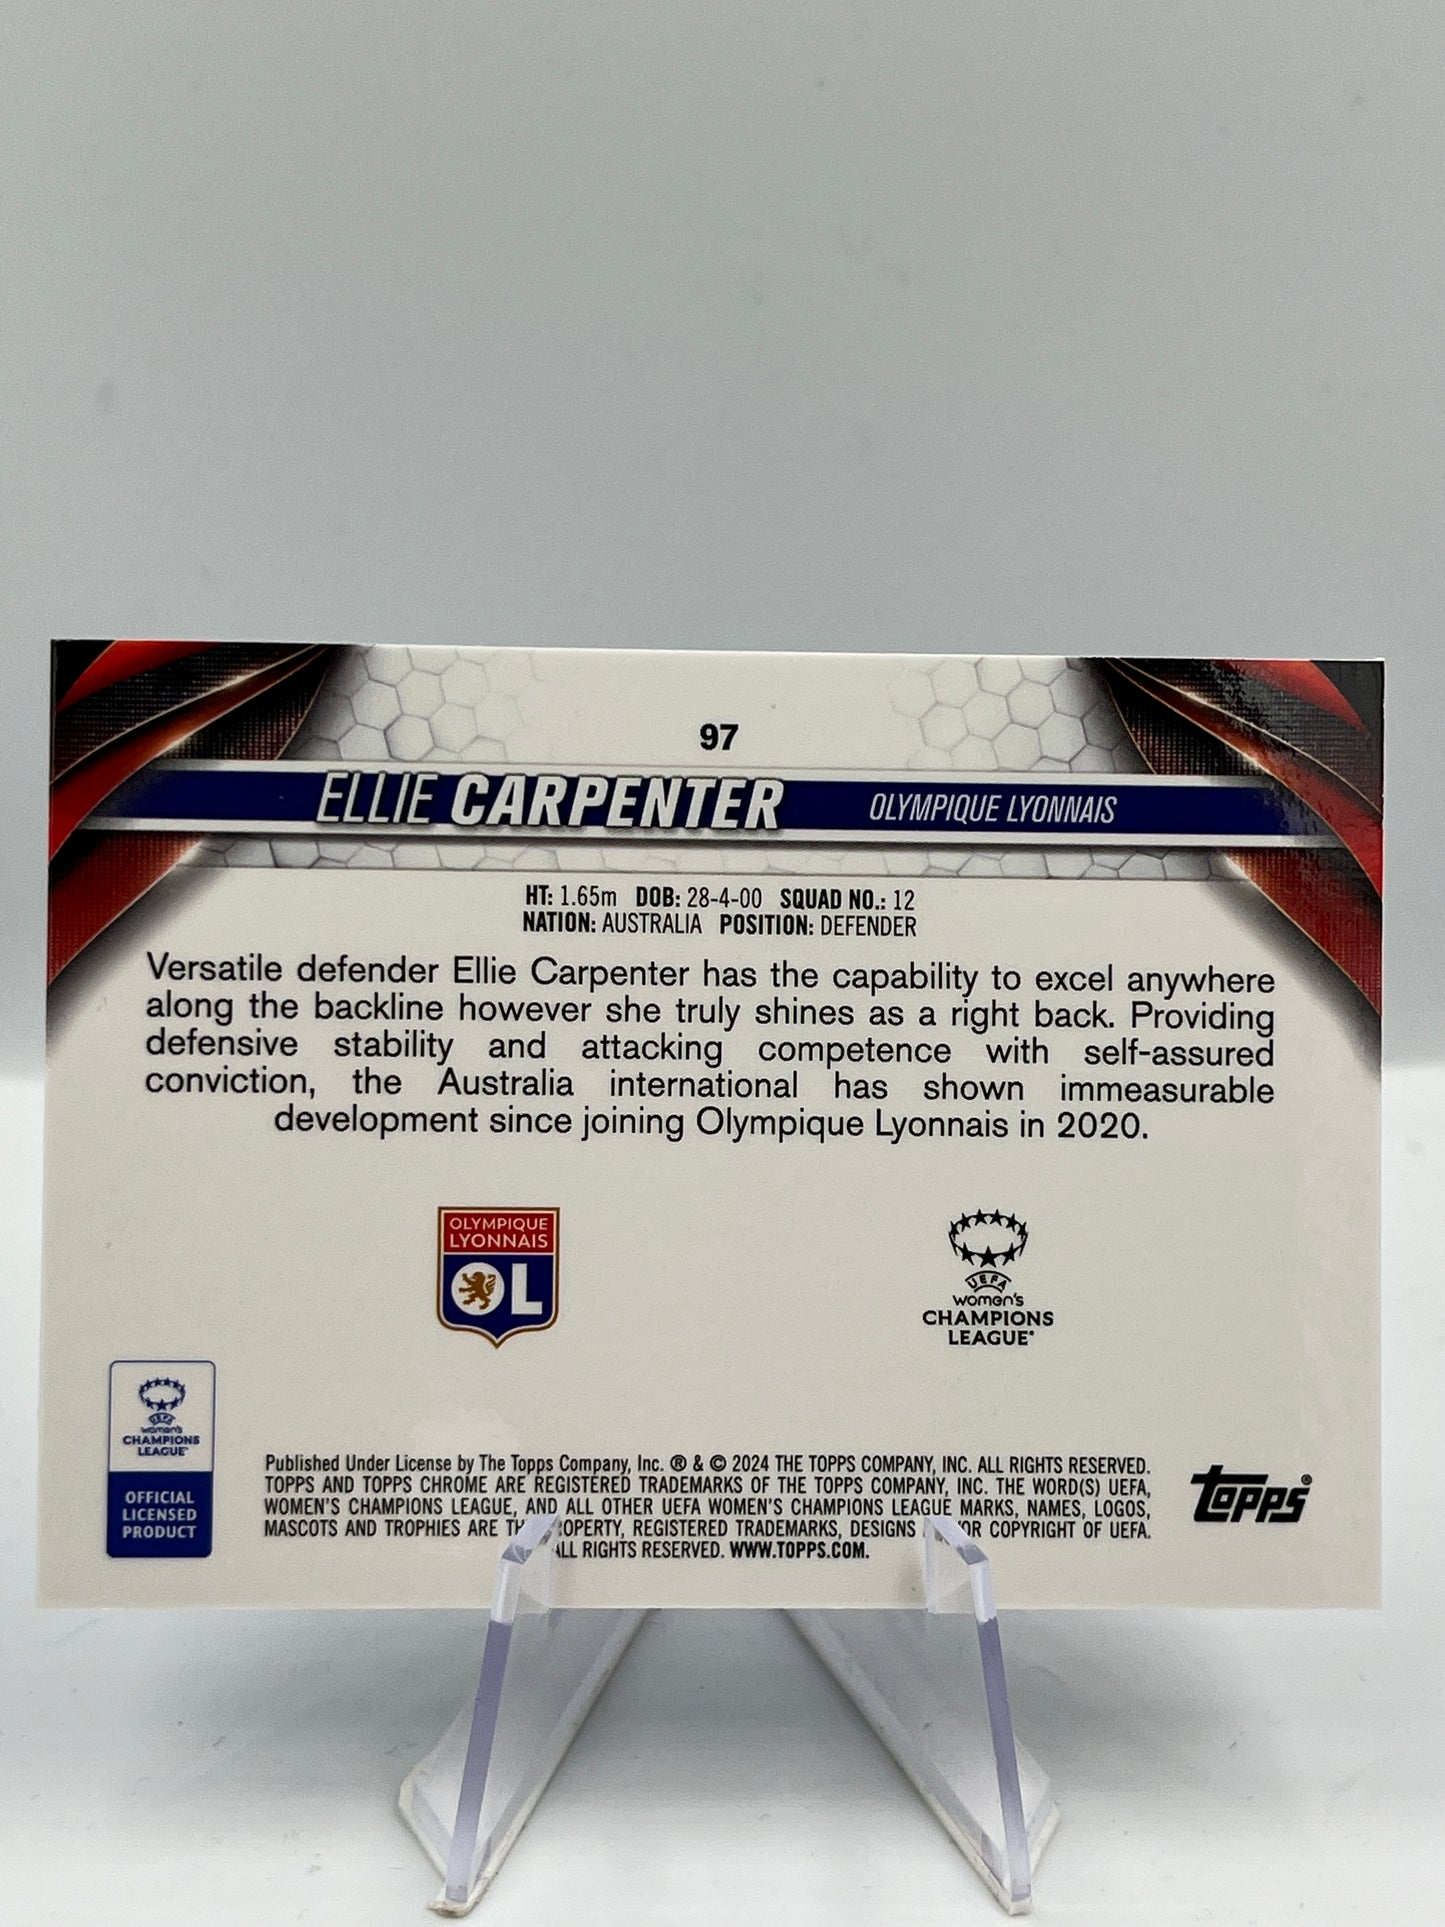 97
ELLIE CARPENTER OLYMPIQUE LYONNAIS
HT: 1.65m DOB: 28-4-00 SQUAD NO.: 12
NATION: AUSTRALIA POSITION: DEFENDER
Versatile defender Ellie Carpenter has the capability to excel anywhere
along the backline however she truly shines as a right back. Providing
defensive stability and attacking competence with self-assured
conviction, the Australia international has shown immeasurable
development since joining Olympique Lyonnais in 2020.
OLYMPIQUE
LYONNAIS
OL
UEFA
women's
CHAMPIONS
LEAGUE
UEFA
women's
CHAMPIONS
LEAGUE
OFFICIAL
LICENSED
PRODUCT
Published Under License by The Topps Company, Inc. ® & © 2024 THE TOPPS COMPANY, INC. ALL RIGHTS RESERVED.
TOPPS AND TOPPS CHROME ARE REGISTERED TRADEMARKS OF THE TOPPS COMPANY, INC. THE WORD(S) UEFA,
WOMEN'S CHAMPIONS LEAGUE, AND ALL OTHER UEFA WOMEN'S CHAMPIONS LEAGUE MARKS, NAMES, LOGOS,
MASCOTS AND TROPHIES ARE REGISTERED TRADEMARKS, DESIGNS COPYRIGHT OF UEFA.
ALL RIGHTS RESERVED. WWW.TOPPS.COM.
topps®